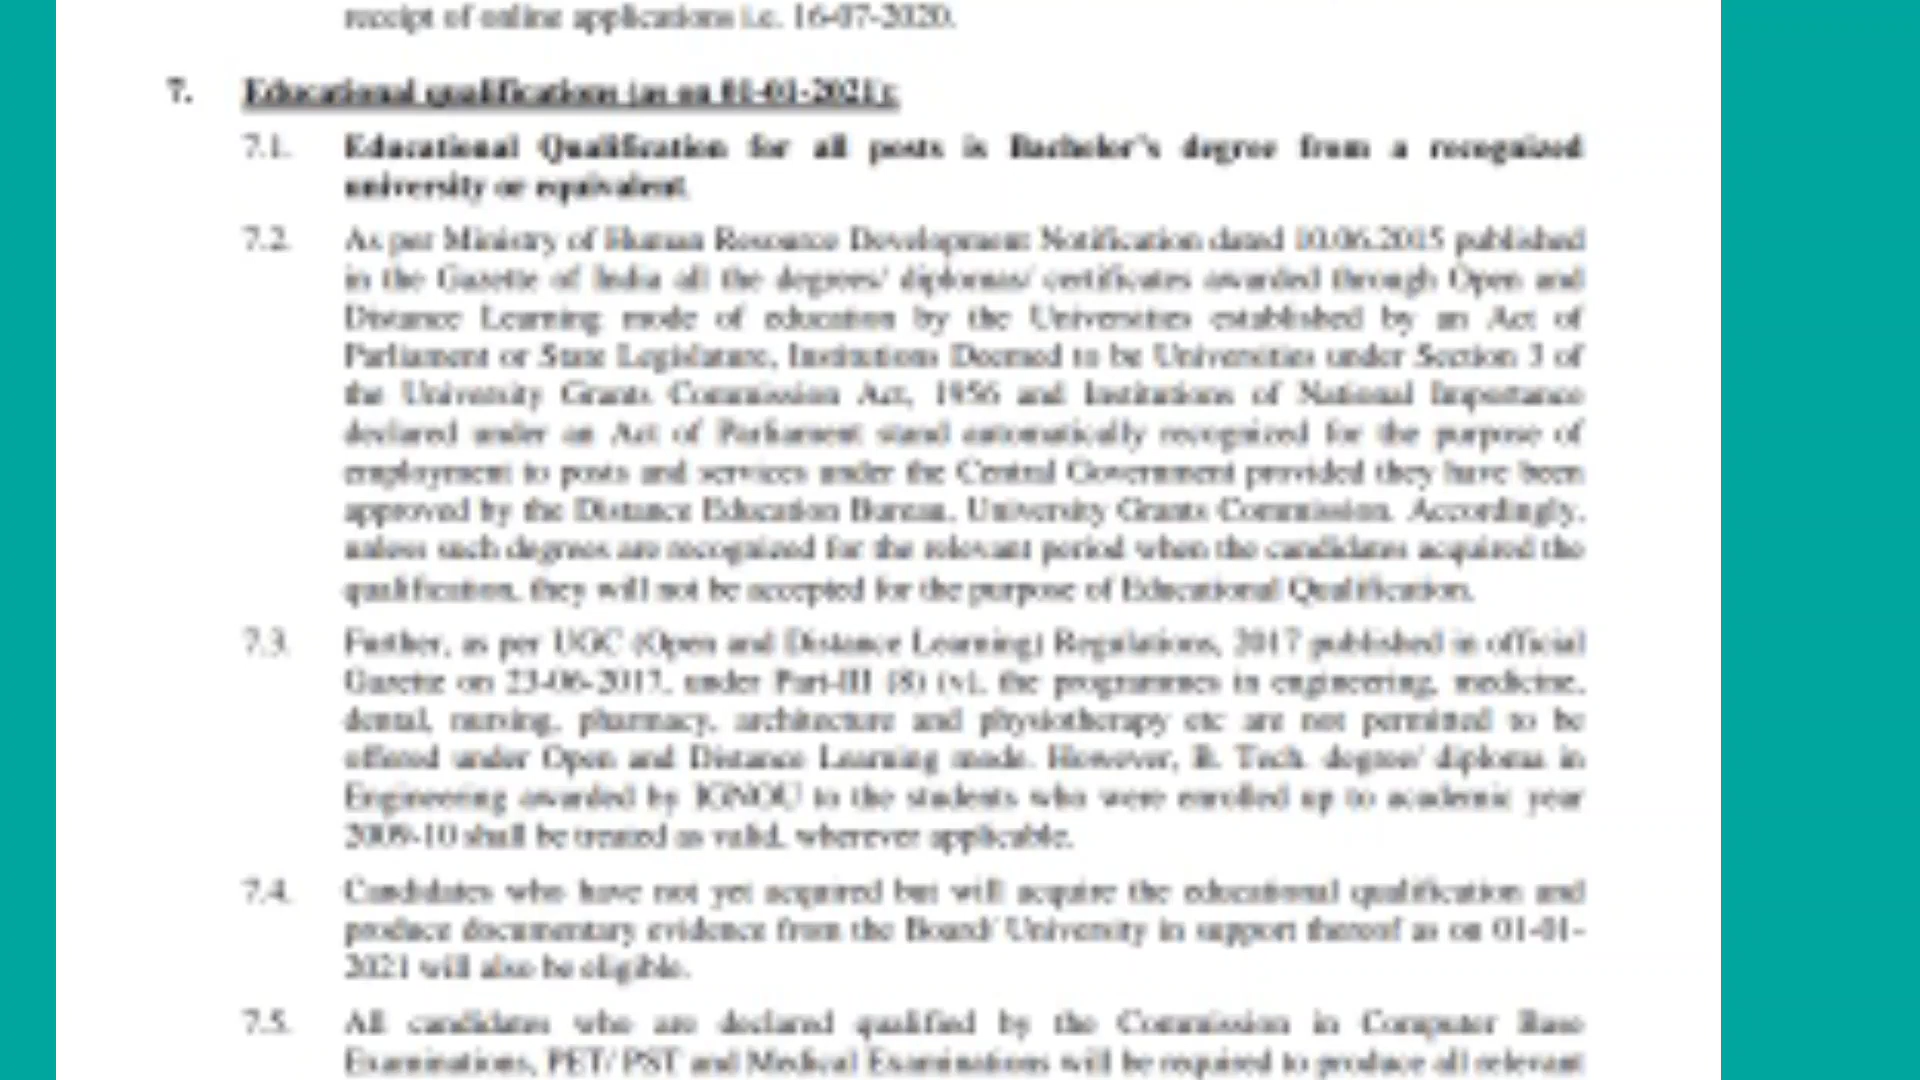 receipt of online applications i.e. 16-07-2020.
7. Educational qualifications (as on 01-01-2021):
7.1. Educational Qualification for all posts is Bachelor's degree from a recognized
university or equivalent.
7.2. As per Ministry of Human Resource Development Notification dated 10.06.2015 published
in the Gazette of India all the degrees/ diplomas/ certificates awarded through Open and
Distance Learning mode of education by the Universities established by an Act of
Parliament or State Legislature, Institutions Deemed to be Universities under Section 3 of
the University Grants Commission Act, 1956 and Institutions of National Importance
declared under an Act of Parliament stand automatically recognized for the purpose of
employment to posts and services under the Central Government provided they have been
approved by the Distance Education Bureau, University Grants Commission. Accordingly,
unless such degrees are recognized for the relevant period when the candidates acquired the
qualification, they will not be accepted for the purpose of Educational Qualification.
7.3. Further, as per UGC (Open and Distance Learning) Regulations, 2017 published in official
Gazette on 23-06-2017, under Part-III (8) (v), the programmes in engineering, medicine,
dental, nursing, pharmacy, architecture and physiotherapy etc are not permitted to be
offered under Open and Distance Learning mode. However, B. Tech. degree/ diploma in
Engineering awarded by IGNOU to the students who were enrolled up to academic year
2009-10 shall be treated as valid, wherever applicable.
7.4. Candidates who have not yet acquired but will acquire the educational qualification and
produce documentary evidence from the Board/ University in support thereof as on 01-01-
2021 will also be eligible.
7.5. All candidates who are declared qualified by the Commission in Computer Base
Examinations, PET/ PST and Medical Examinations will be required to produce all relevant